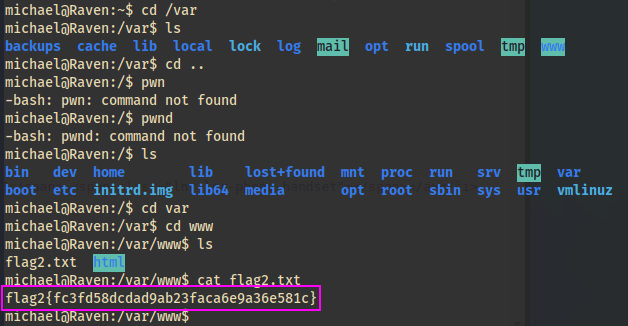 michael@Raven:~$ cd /var
michael@Raven:/var$ ls
backups cache lib local lock log mail opt run spool tmp www
michael@Raven:/var$ cd ..
michael@Raven:/$ pwn
-bash: pwn: command not found
michael@Raven:/$ pwnd
-bash: pwnd: command not found
michael@Raven:/$ ls
bin dev home lib lost+found mnt proc run srv tmp var
boot etc initrd.img lib64 media opt root sbin sys usr vmlinuz
michael@Raven:/$ cd var
michael@Raven:/var$ cd www
michael@Raven:/var/www$ ls
flag2.txt html
michael@Raven:/var/www$ cat flag2.txt
flag2{fc3fd58dcdad9ab23faca6e9a36e581c}
michael@Raven:/var/www$